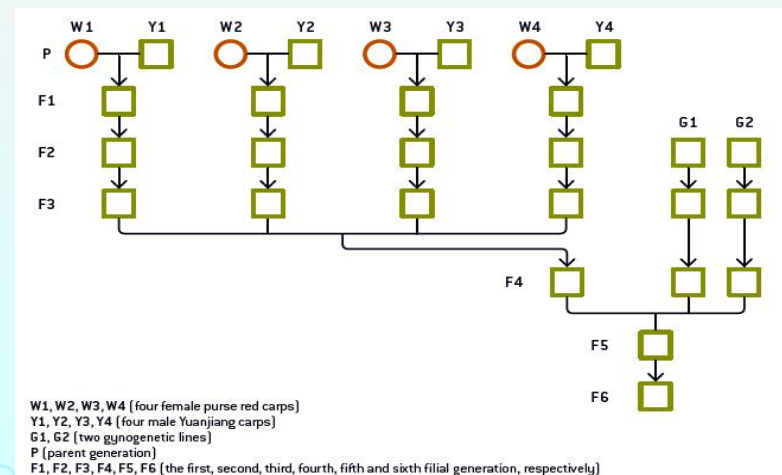 W1 Y1 W2 Y2 W3 Y3 W4 Y4
P
F1
G1 G2
F2
F3
F4
F5
F6
W1, W2, W3, W4 (four female purse red carps)
Y1, Y2, Y3, Y4 (four male Yuanjiang carps)
G1, G2 (two gynogenetic lines)
P (parent generation)
F1, F2, F3, F4, F5, F6 (the first, second, third, fourth, fifth and sixth filial generation, respectively)